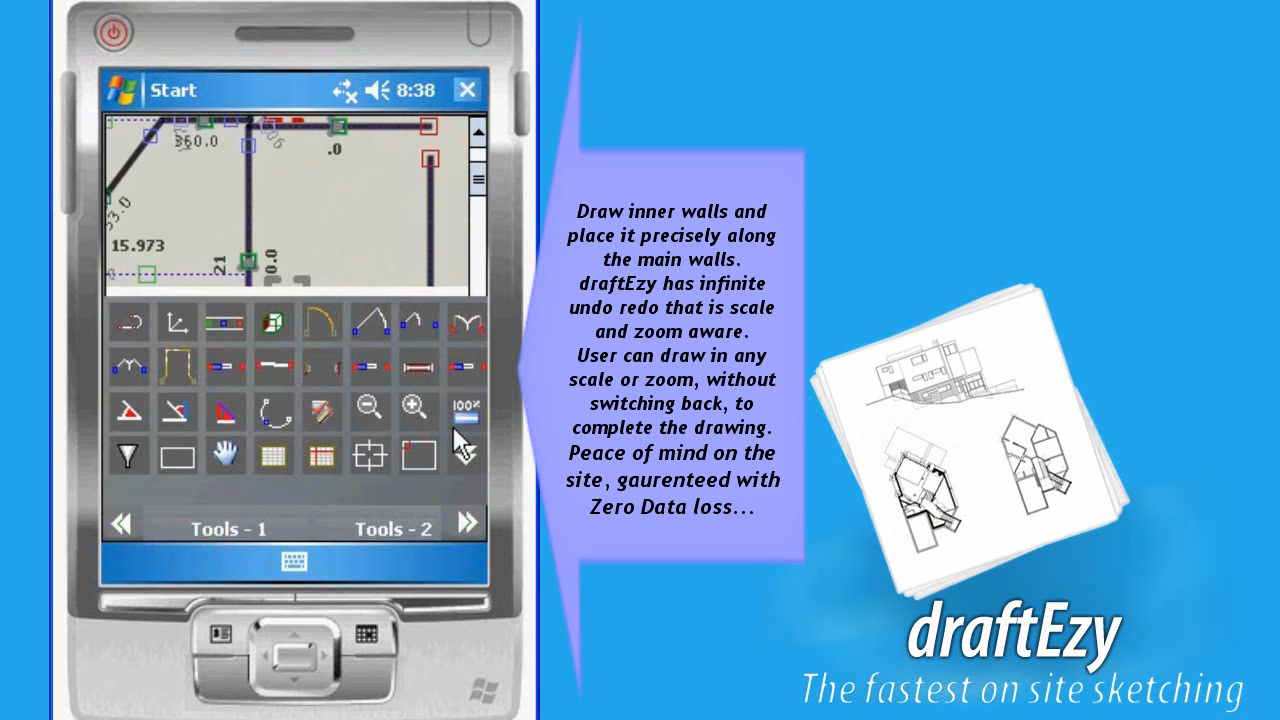 Start
8:38
360.0
.0
33.0
15.973
21
0.0
100%
Tools - 1
Tools - 2
Draw inner walls and
place it precisely along
the main walls.
draftEzy has infinite
undo redo that is scale
and zoom aware.
User can draw in any
scale or zoom, without
switching back, to
complete the drawing.
Peace of mind on the
site, gaurenteed with
Zero Data loss...
draftEzy
The fastest on site sketching